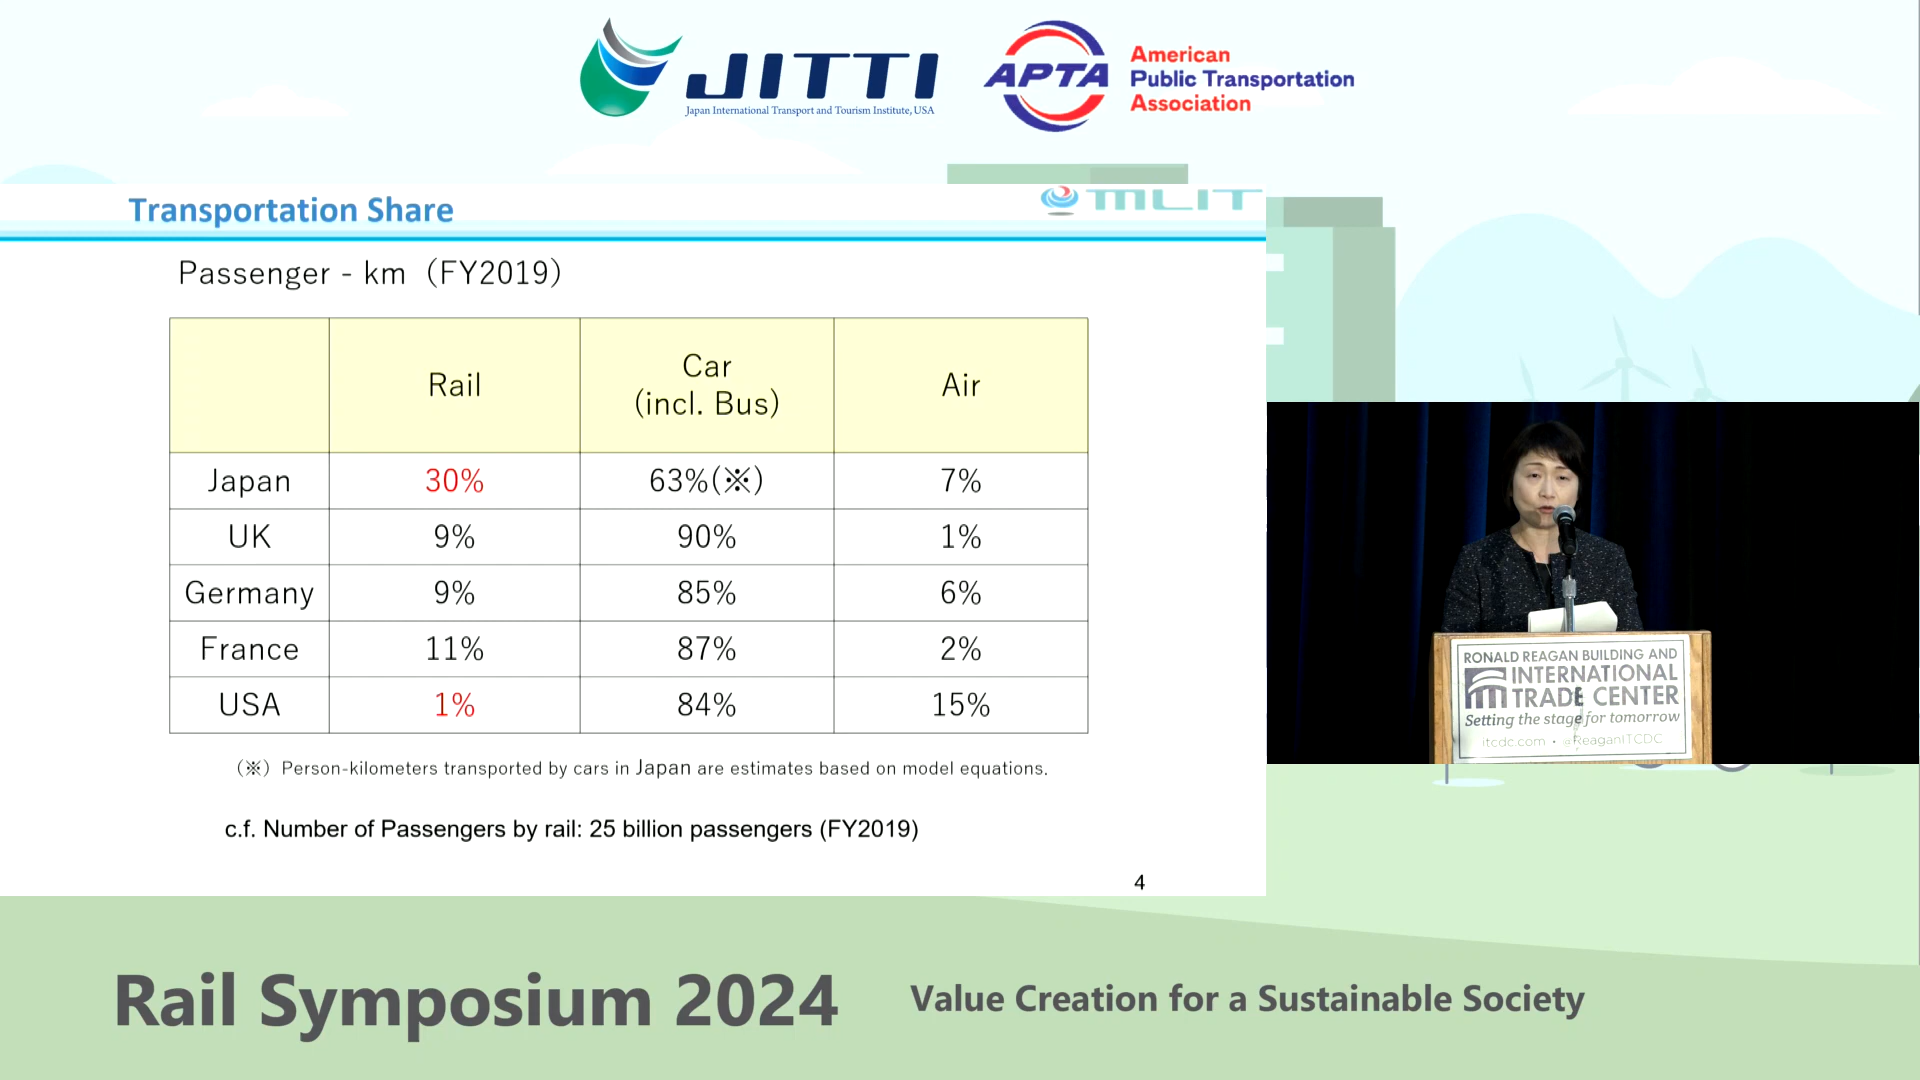 JITTI
Japan International Transport and Tourism Institute, USA
APTA
American
Public Transportation
Association
Transportation Share
MLIT
Passenger - km (FY2019)
Rail
Car
(incl. Bus)
Air
Japan 30% 63%(※) 7%
UK 9% 90% 1%
Germany 9% 85% 6%
France 11% 87% 2%
USA 1% 84% 15%
(※) Person-kilometers transported by cars in Japan are estimates based on model equations.
c.f. Number of Passengers by rail: 25 billion passengers (FY2019)
4
RONALD REAGAN BUILDING AND
INTERNATIONAL
TRADE CENTER
Setting the stage for tomorrow
itcdc.com • @ReaganITCDC
Rail Symposium 2024
Value Creation for a Sustainable Society